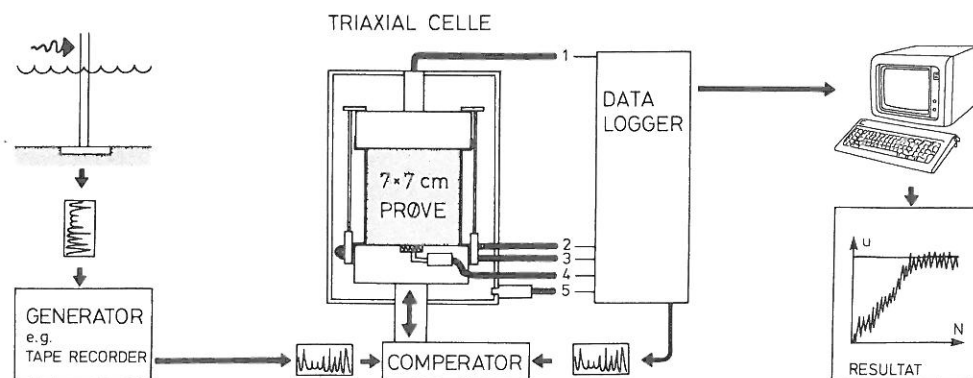 TRIAXIAL CELLE
1
DATA
LOGGER
7×7 cm
PRØVE
2
3
4
5
GENERATOR
e.g.
TAPE RECORDER
COMPERATOR
u
N
RESULTAT